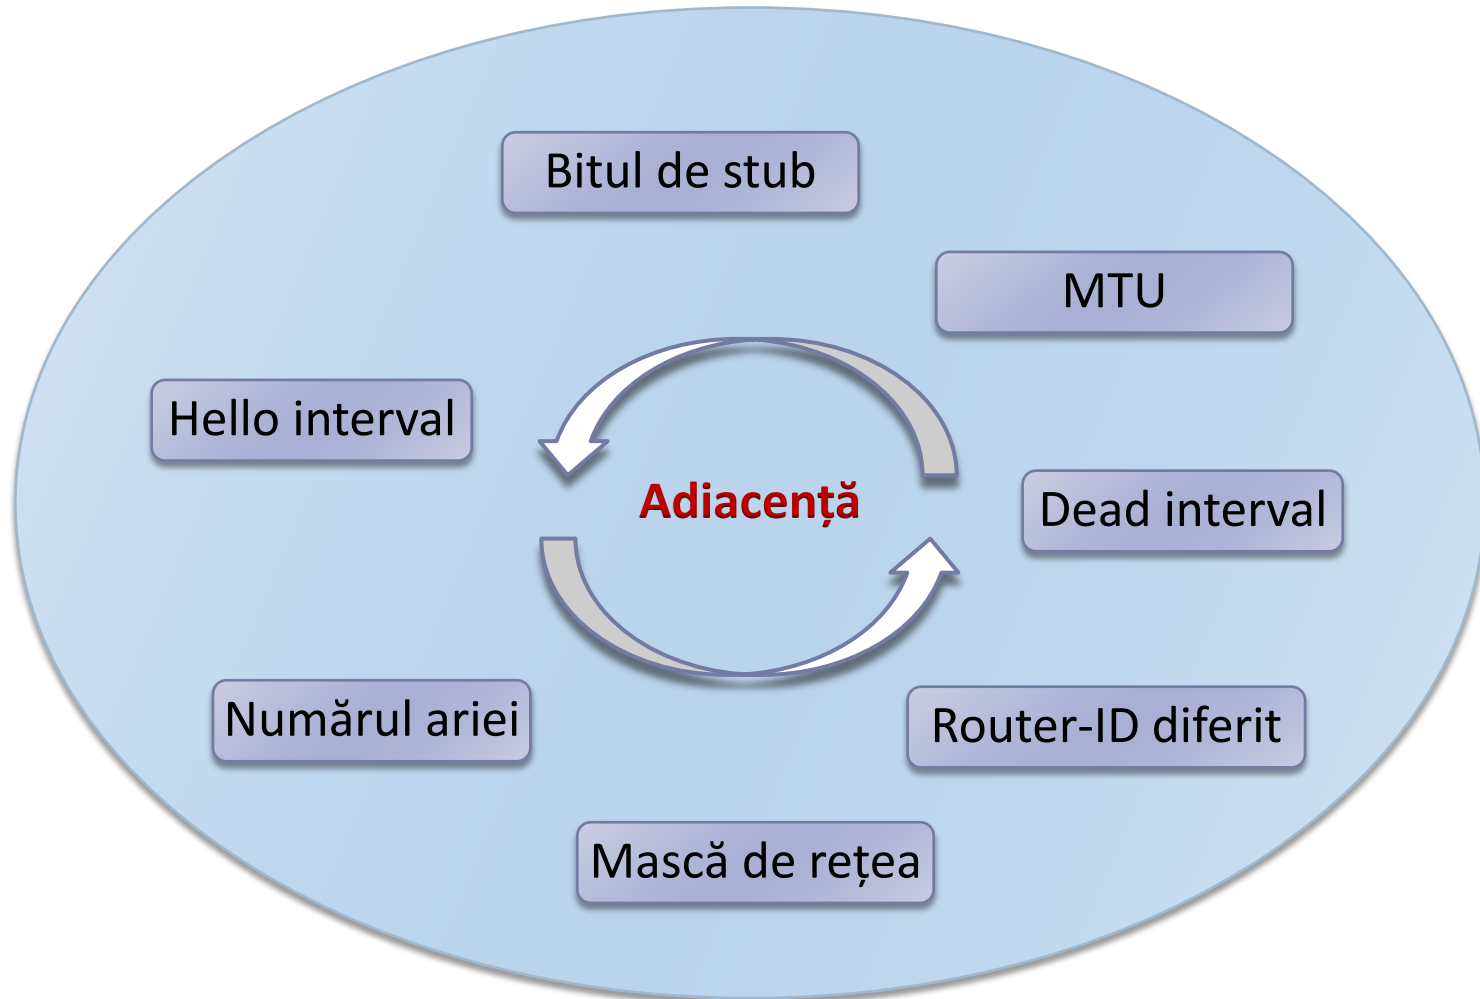 Bitul de stub
MTU
Hello interval
Adiacență
Dead interval
Numărul ariei
Router-ID diferit
Mască de rețea